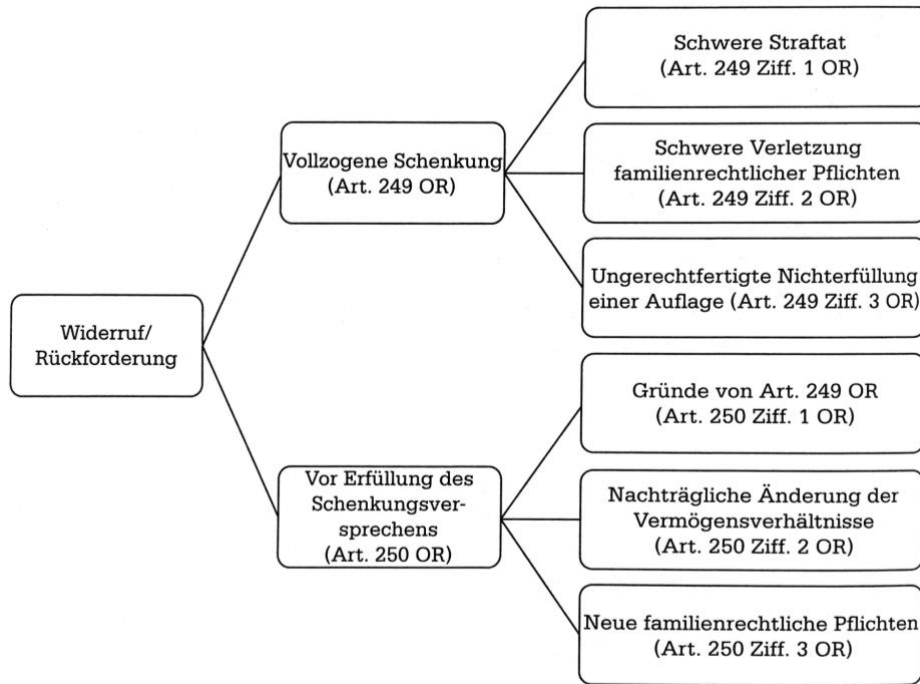 Widerruf/
Rückforderung
Vollzogene Schenkung
(Art. 249 OR)
Schwere Straftat
(Art. 249 Ziff. 1 OR)
Schwere Verletzung
familienrechtlicher Pflichten
(Art. 249 Ziff. 2 OR)
Ungerechtfertigte Nichterfüllung
einer Auflage (Art. 249 Ziff. 3 OR)
Vor Erfüllung des
Schenkungsver-
sprechens
(Art. 250 OR)
Gründe von Art. 249 OR
(Art. 250 Ziff. 1 OR)
Nachträgliche Änderung der
Vermögensverhältnisse
(Art. 250 Ziff. 2 OR)
Neue familienrechtliche Pflichten
(Art. 250 Ziff. 3 OR)